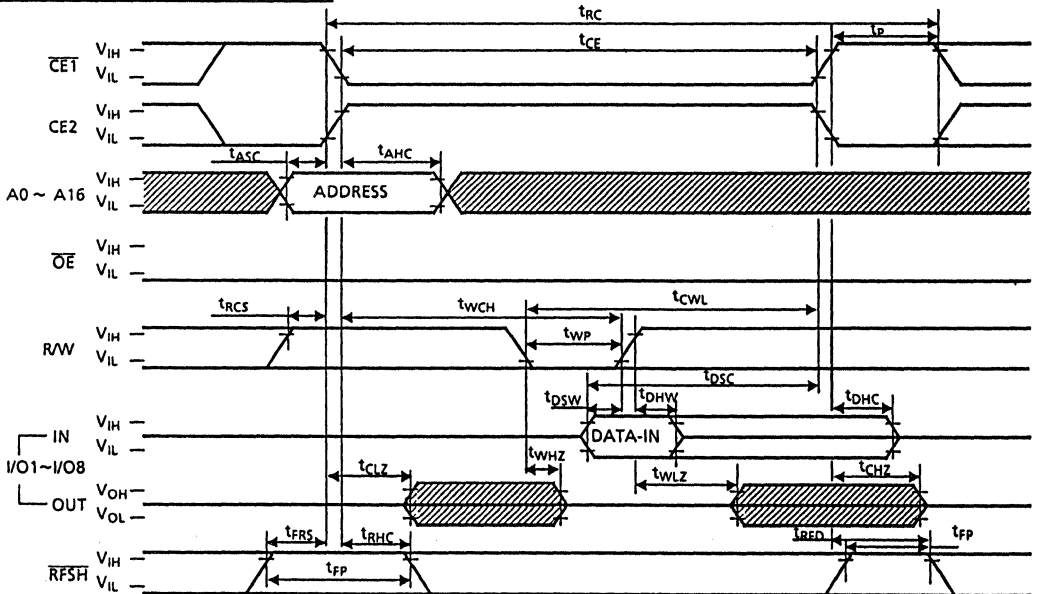 tRC
tCE
tP
CE1
VIH
VIL
CE2
VIH
VIL
tASC
tAHC
A0 ~ A16
VIH
VIL
ADDRESS
OE
VIH
VIL
tRCS
tWCH
tCWL
R/W
VIH
VIL
tWP
tDSC
tDSW
tDHW
tDHC
IN
VIH
VIL
DATA-IN
I/O1~I/O8
tCLZ
tWHZ
tWLZ
tCHZ
OUT
VOH
VOL
tFRS
tRHC
tRFD
tFP
RFSH
VIH
VIL
tFP